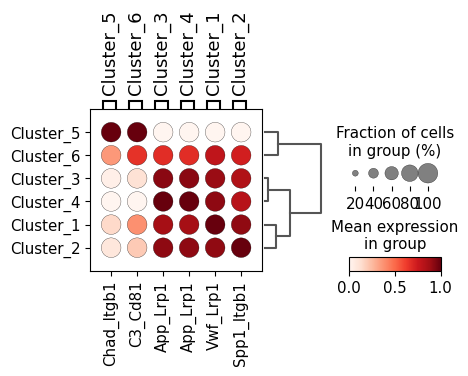 Cluster_5
Cluster_6
Cluster_3
Cluster_4
Cluster_1
Cluster_2
Cluster_5
Cluster_6
Cluster_3
Cluster_4
Cluster_1
Cluster_2
Chad_Itgb1
C3_Cd81
App_Lrp1
App_Lrp1
Vwf_Lrp1
Spp1_Itgb1
Fraction of cells
in group (%)
20 40 60 80 100
Mean expression
in group
0.0 0.5 1.0